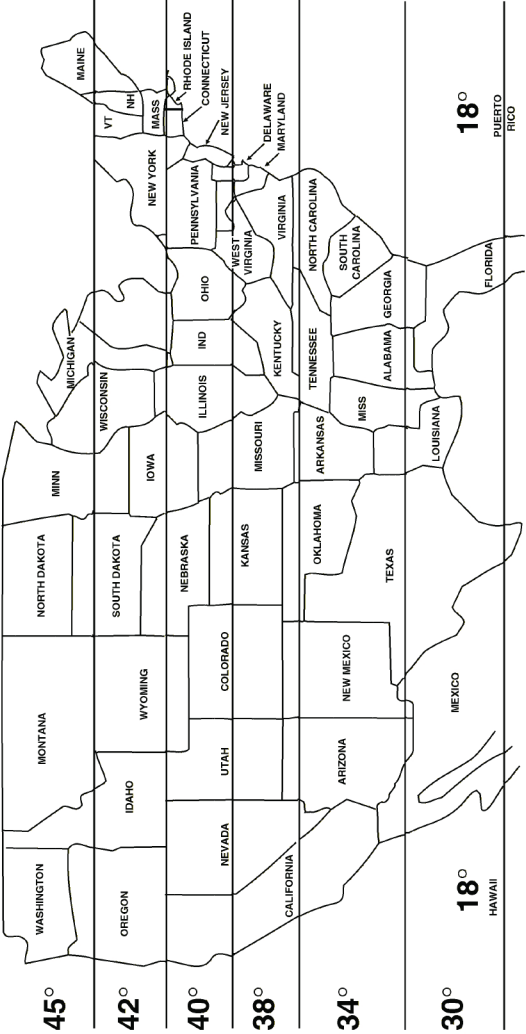 45°
WASHINGTON
MONTANA
NORTH DAKOTA
MINN
MICHIGAN
MAINE
42°
OREGON
IDAHO
WYOMING
SOUTH DAKOTA
WISCONSIN
VT
NH
40°
IOWA
NEW YORK
MASS
NEBRASKA
ILLINOIS
IND
OHIO
PENNSYLVANIA
RHODE ISLAND
CONNECTICUT
NEW JERSEY
38°
NEVADA
UTAH
COLORADO
KANSAS
MISSOURI
KENTUCKY
WEST
VIRGINIA
VIRGINIA
DELAWARE
MARYLAND
34°
CALIFORNIA
ARIZONA
NEW MEXICO
OKLAHOMA
ARKANSAS
TENNESSEE
NORTH CAROLINA
SOUTH
CAROLINA
TEXAS
MISS
ALABAMA
GEORGIA
30°
18°
HAWAII
MEXICO
LOUISIANA
FLORIDA
18°
PUERTO
RICO